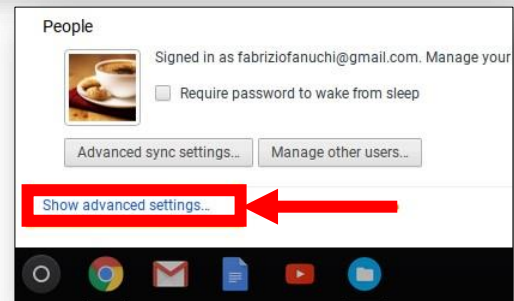 People
Signed in as fabriziofanuchi@gmail.com. Manage your
Require password to wake from sleep
Advanced sync settings...
Manage other users...
Show advanced settings...